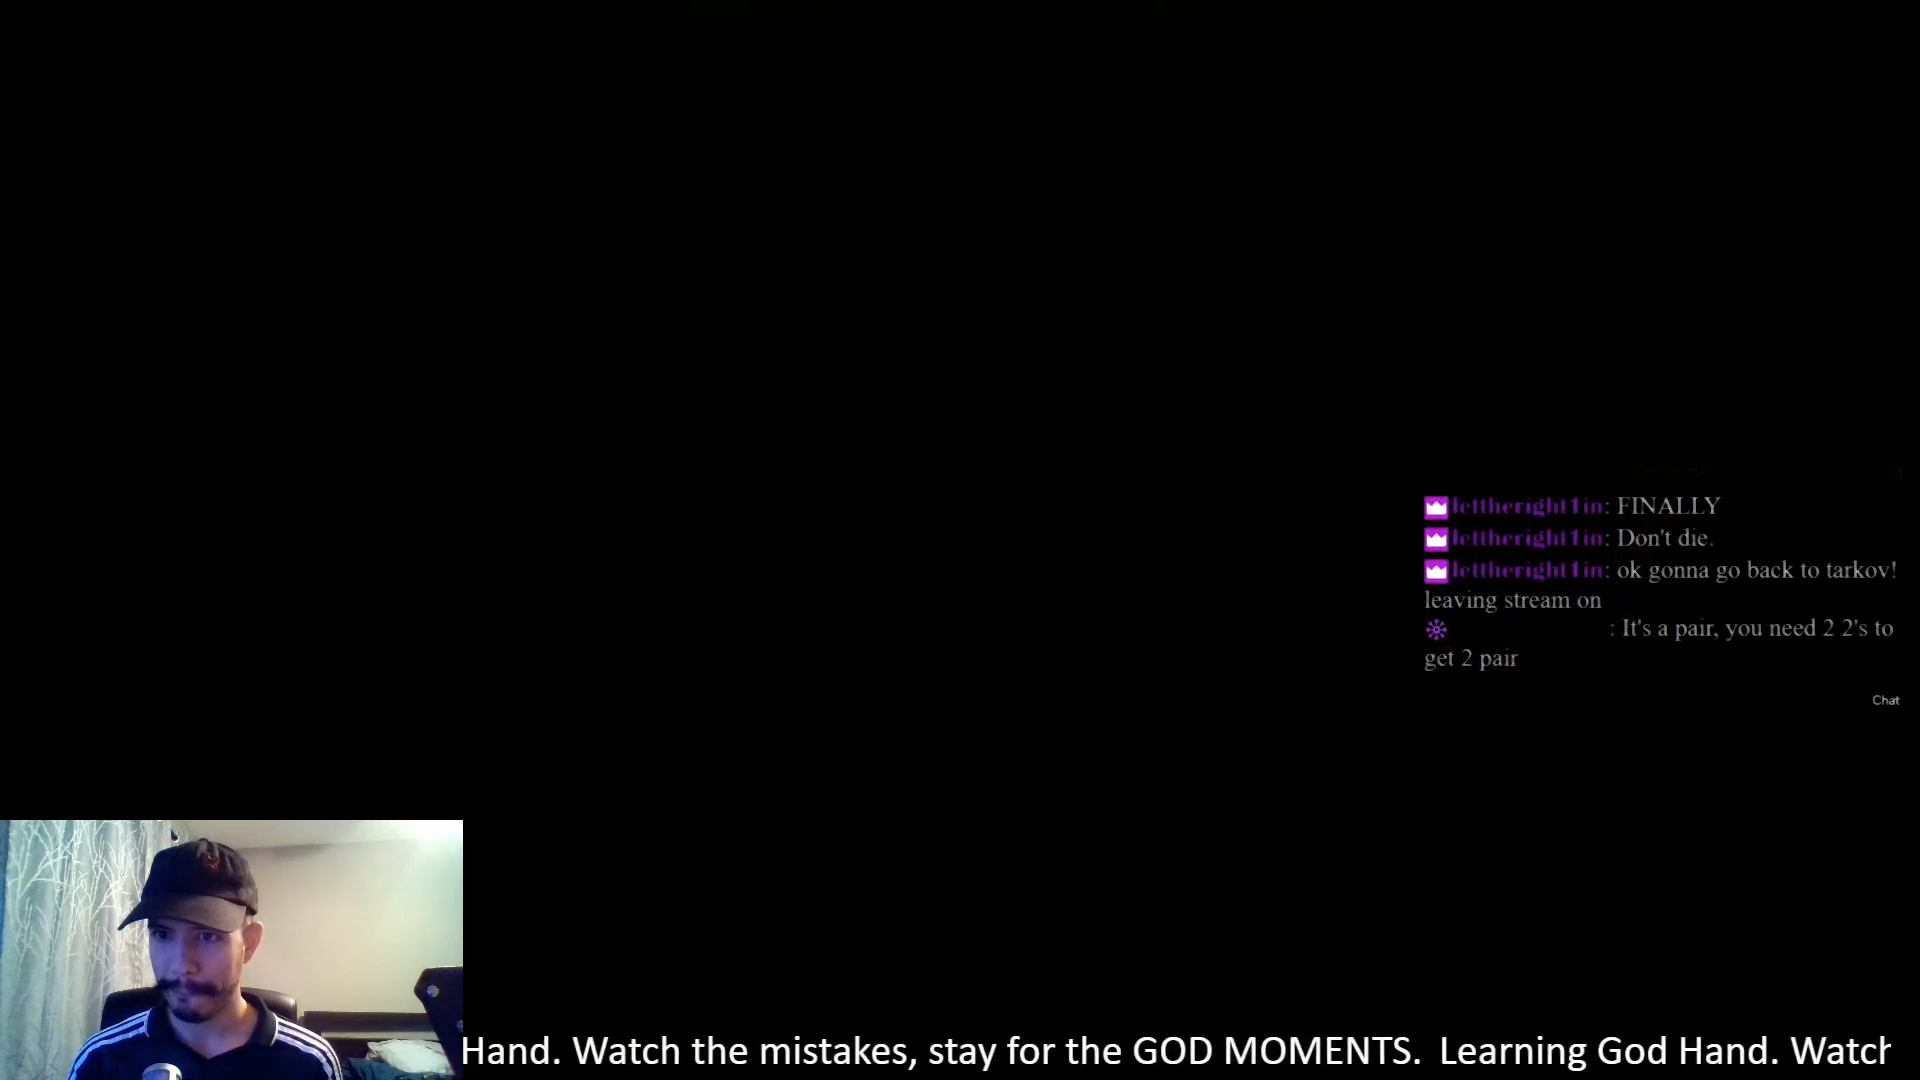 lettheright1in: FINALLY
lettheright1in: Don't die.
lettheright1in: ok gonna go back to tarkov!
leaving stream on
: It's a pair, you need 2 2's to
get 2 pair
Chat
Hand. Watch the mistakes, stay for the GOD MOMENTS. Learning God Hand. Watch